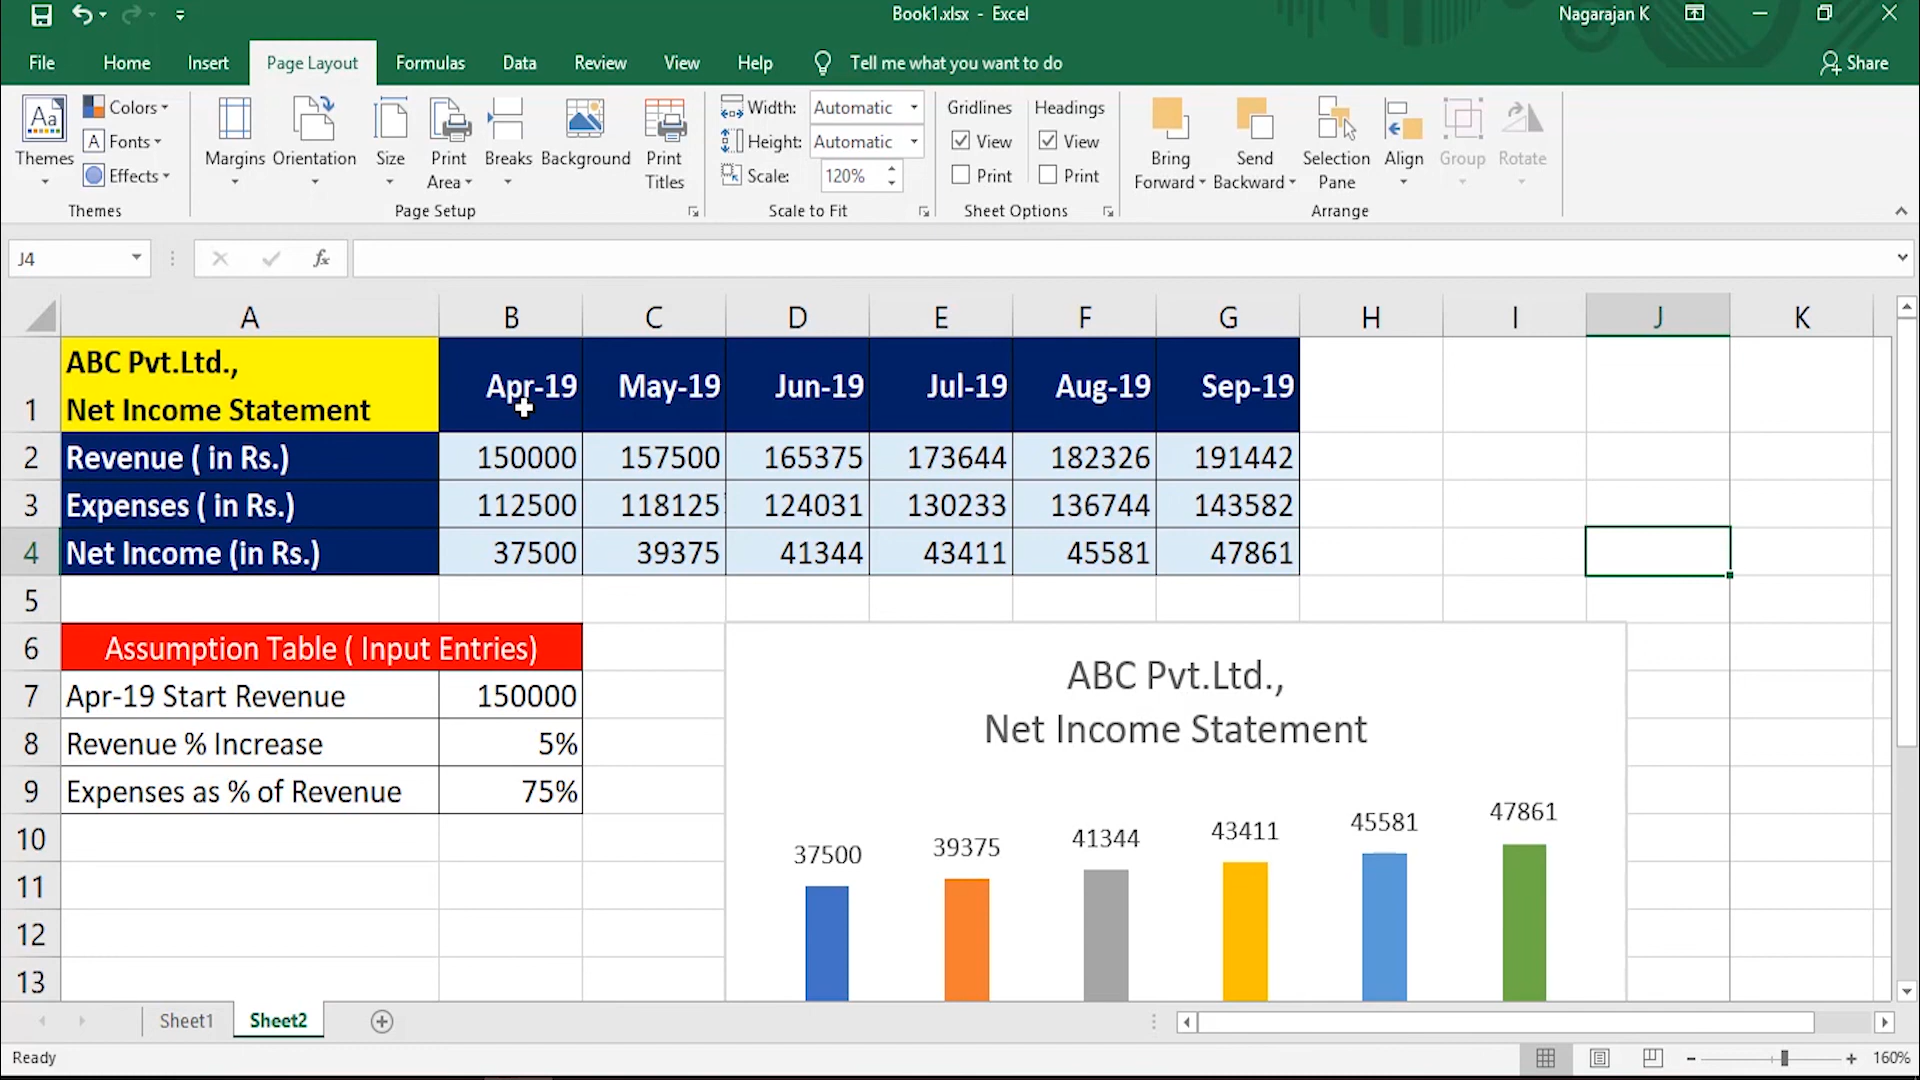 Book1.xlsx - Excel
Nagarajan K
File Home Insert Page Layout Formulas Data Review View Help Tell me what you want to do Share
Themes
Colors
Fonts
Effects
Themes
Margins Orientation Size Print Area Breaks Background Print Titles
Page Setup
Width: Automatic
Height: Automatic
Scale: 120%
Scale to Fit
Gridlines Headings
View View
Print Print
Sheet Options
Bring Forward Send Backward Selection Pane Align Group Rotate
Arrange
J4 fx
A B C D E F G H I J K
1 ABC Pvt.Ltd.,
Net Income Statement Apr-19 May-19 Jun-19 Jul-19 Aug-19 Sep-19
2 Revenue ( in Rs.) 150000 157500 165375 173644 182326 191442
3 Expenses ( in Rs.) 112500 118125 124031 130233 136744 143582
4 Net Income (in Rs.) 37500 39375 41344 43411 45581 47861
5
6 Assumption Table ( Input Entries)
7 Apr-19 Start Revenue 150000
8 Revenue % Increase 5%
9 Expenses as % of Revenue 75%
10
11
12
13
ABC Pvt.Ltd.,
Net Income Statement
37500 39375 41344 43411 45581 47861
Sheet1 Sheet2
Ready 160%